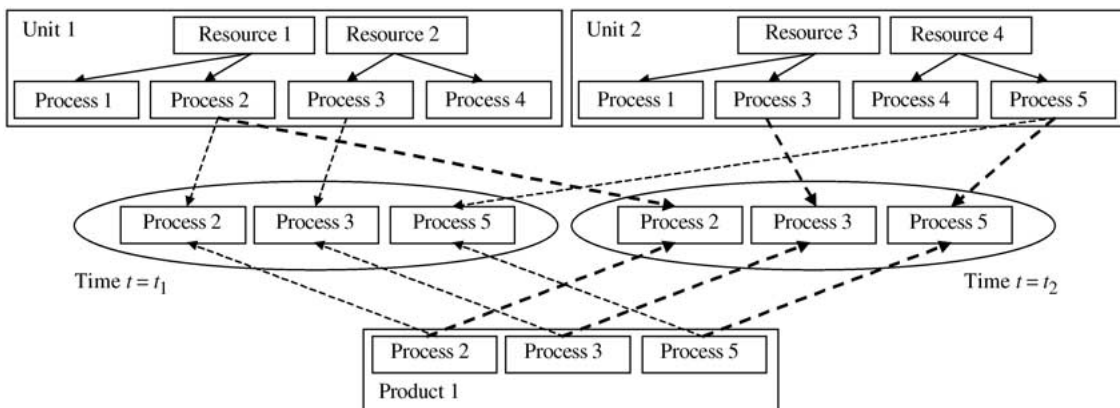 Unit 1
Resource 1
Resource 2
Process 1
Process 2
Process 3
Process 4
Unit 2
Resource 3
Resource 4
Process 1
Process 3
Process 4
Process 5
Process 2
Process 3
Process 5
Time t = t1
Process 2
Process 3
Process 5
Time t = t2
Process 2
Process 3
Process 5
Product 1